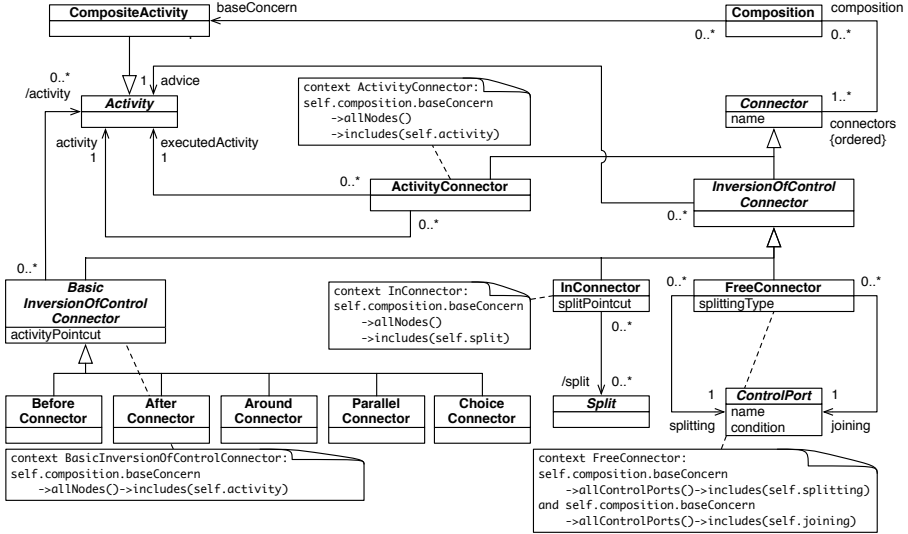 CompositeActivity
baseConcern
Composition
composition
0..*
0..*
0..*
/activity
1
advice
Activity
activity
1
executedActivity
1
context ActivityConnector:
self.composition.baseConcern
->allNodes()
->includes(self.activity)
Connector
name
1..*
connectors
{ordered}
0..*
ActivityConnector
0..*
InversionOfControl
Connector
0..*
0..*
Basic
InversionOfControl
Connector
activityPointcut
context InConnector:
self.composition.baseConcern
->allNodes()
->includes(self.split)
InConnector
splitPointcut
0..*
0..*
FreeConnector
splittingType
0..*
/split
0..*
Split
1
splitting
ControlPort
name
condition
1
joining
Before
Connector
After
Connector
Around
Connector
Parallel
Connector
Choice
Connector
context BasicInversionOfControlConnector:
self.composition.baseConcern
->allNodes()->includes(self.activity)
context FreeConnector:
self.composition.baseConcern
->allControlPorts()->includes(self.splitting)
and self.composition.baseConcern
->allControlPorts()->includes(self.joining)